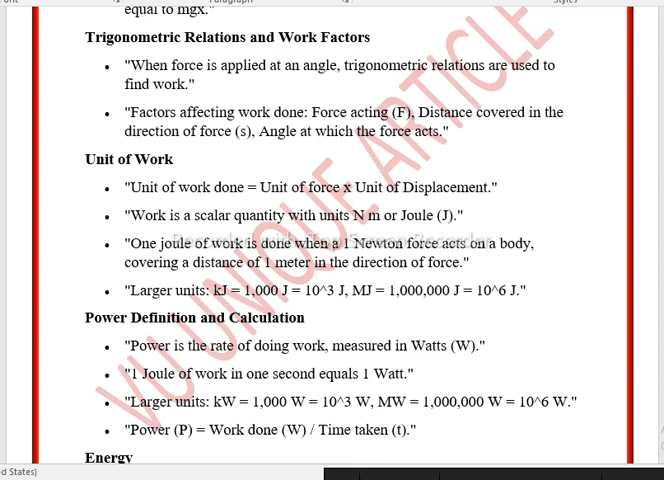 equal to mgx."
Trigonometric Relations and Work Factors
• "When force is applied at an angle, trigonometric relations are used to
find work."
• "Factors affecting work done: Force acting (F), Distance covered in the
direction of force (s), Angle at which the force acts."
Unit of Work
• "Unit of work done = Unit of force x Unit of Displacement."
• "Work is a scalar quantity with units N m or Joule (J)."
Recorded with iTop Screen Recorder
• "One joule of work is done when a 1 Newton force acts on a body,
covering a distance of 1 meter in the direction of force."
• "Larger units: kJ = 1,000 J = 10^3 J, MJ = 1,000,000 J = 10^6 J."
Power Definition and Calculation
• "Power is the rate of doing work, measured in Watts (W)."
• "1 Joule of work in one second equals 1 Watt."
• "Larger units: kW = 1,000 W = 10^3 W, MW = 1,000,000 W = 10^6 W."
• "Power (P) = Work done (W) / Time taken (t)."
Energy
VU UNIQUE ARTICLE
d States)